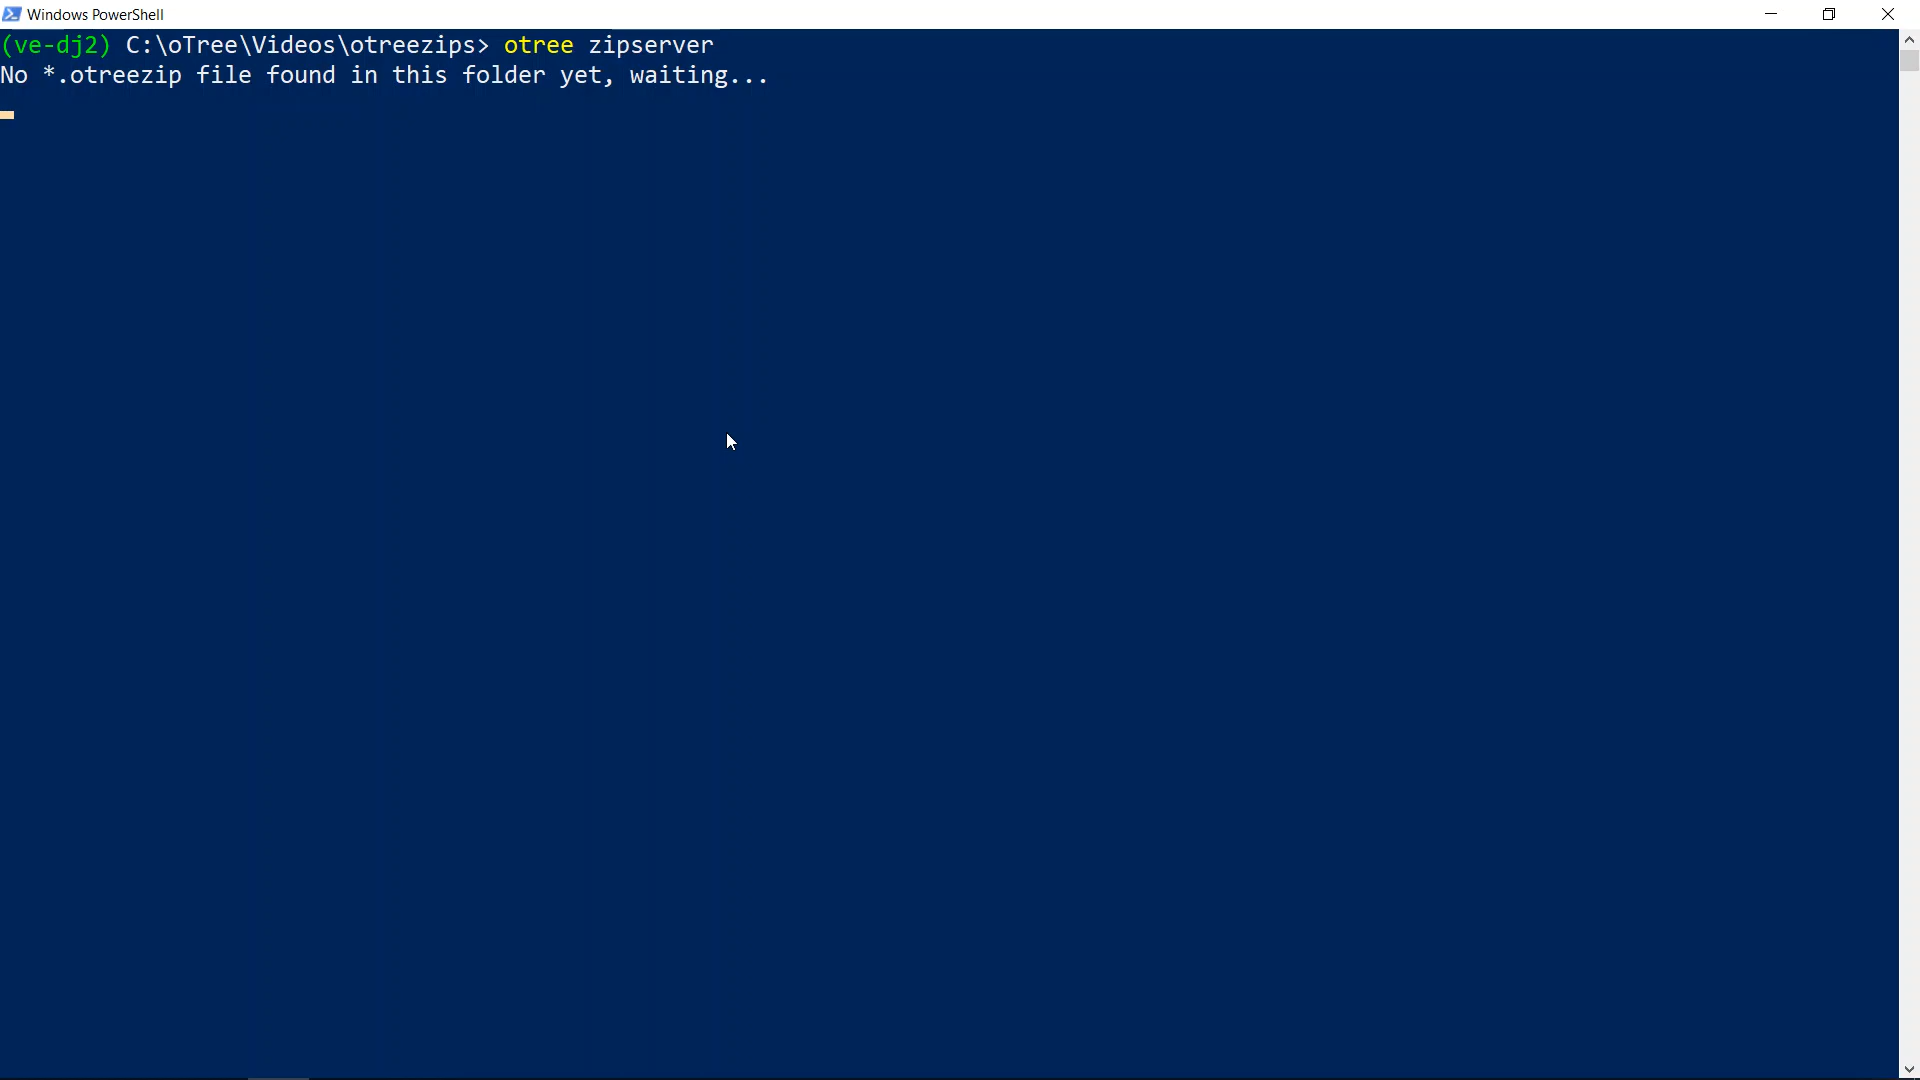 Windows PowerShell
(ve-dj2) C:\oTree\Videos\otreezips> otree zipserver
No *.otreezip file found in this folder yet, waiting...